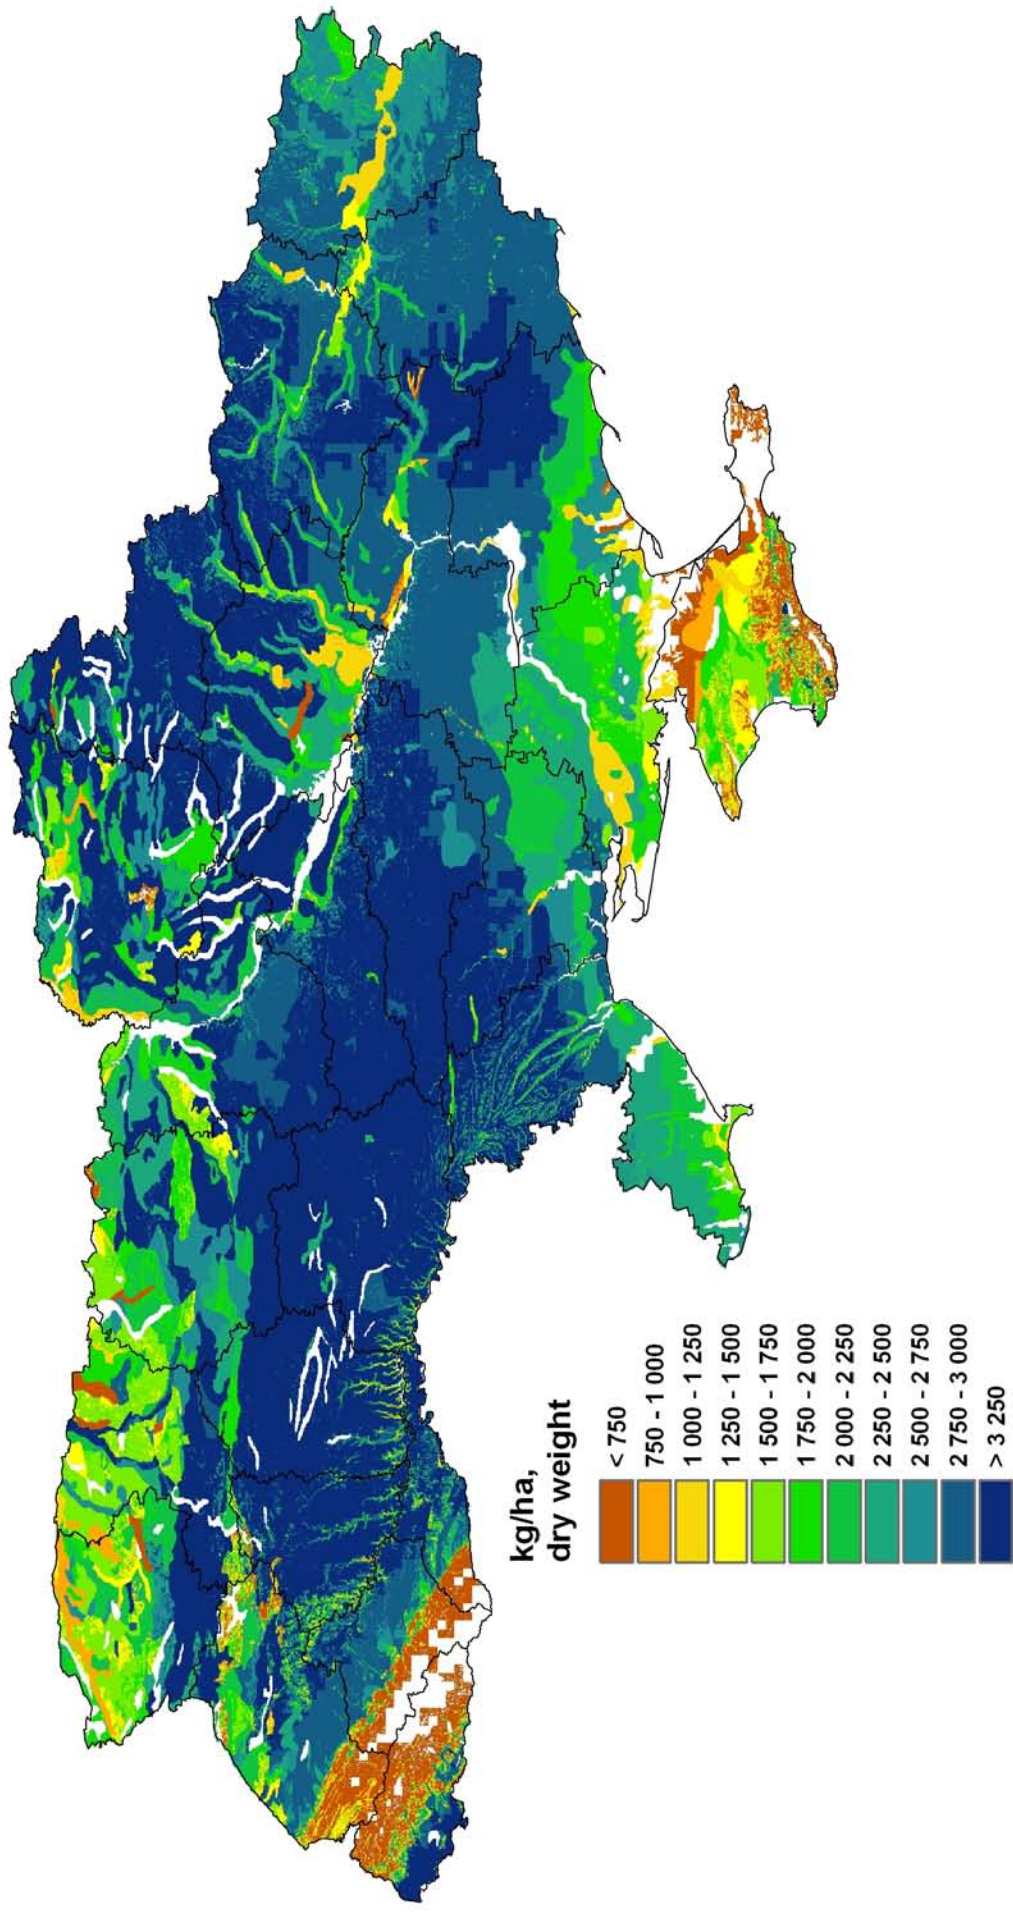 kg/ha,
dry weight
< 750
750 - 1 000
1 000 - 1 250
1 250 - 1 500
1 500 - 1 750
1 750 - 2 000
2 000 - 2 250
2 250 - 2 500
2 500 - 2 750
2 750 - 3 000
> 3 250